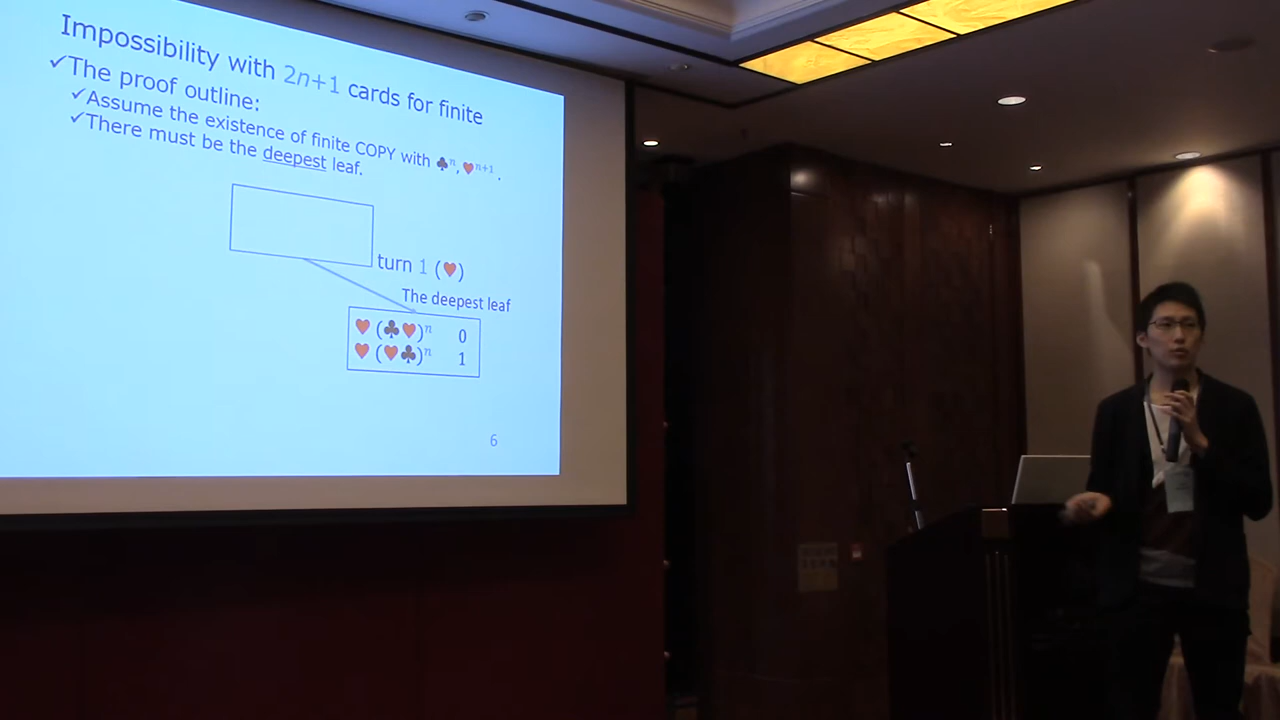 Impossibility with 2n+1 cards for finite
✓The proof outline:
✓Assume the existence of finite COPY with ♣ⁿ, ♥ⁿ⁺¹.
✓There must be the deepest leaf.
turn 1 (♥)
The deepest leaf
♥ (♣♥)ⁿ 0
♥ (♥♣)ⁿ 1
6